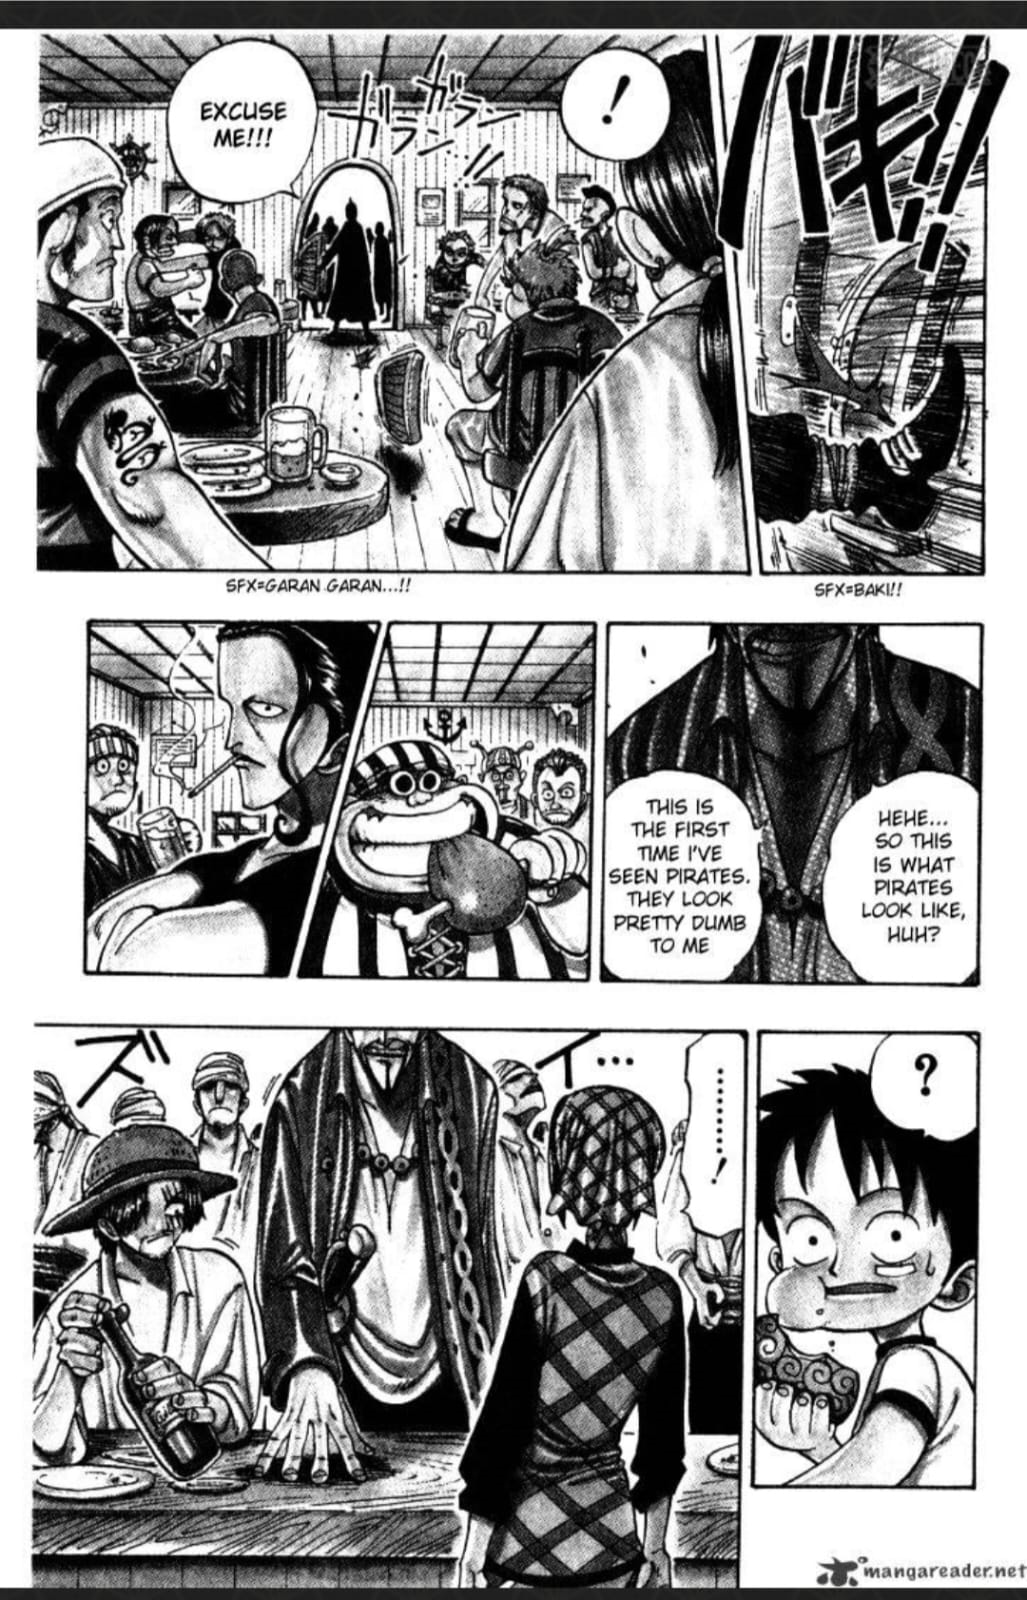 バキ!!
SFX=BAKI!!
!
ガラン
ガラン
!!
EXCUSE
ME!!!
SFX=GARAN GARAN...!!
HEHE...
SO THIS
IS WHAT
PIRATES
LOOK LIKE,
HUH?
THIS IS
THE FIRST
TIME I'VE
SEEN PIRATES.
THEY LOOK
PRETTY DUMB
TO ME
?
.........!
ズイ...
mangareader.net